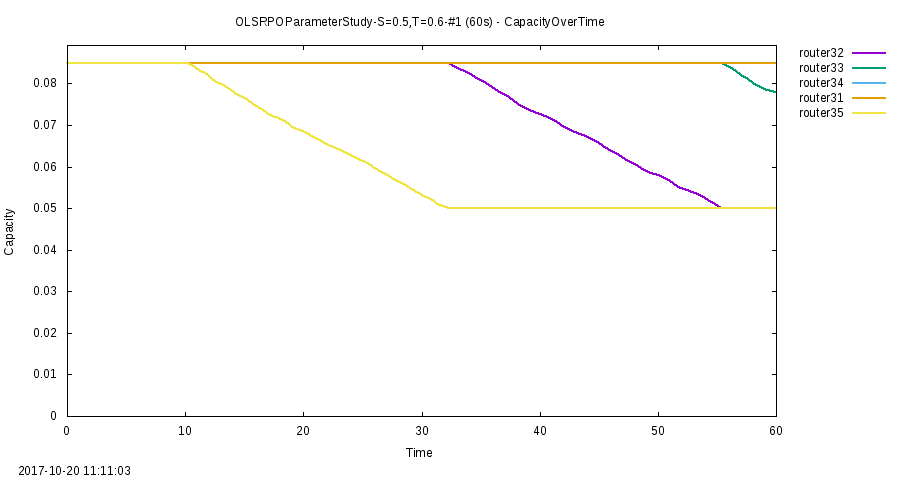 OLSRPOParameterStudy-S=0.5,T=0.6-#1 (60s) - CapacityOverTime
router32
router33
router34
router31
router35
0.08
0.07
0.06
0.05
0.04
0.03
0.02
0.01
0
Capacity
0 10 20 30 40 50 60
Time
2017-10-20 11:11:03